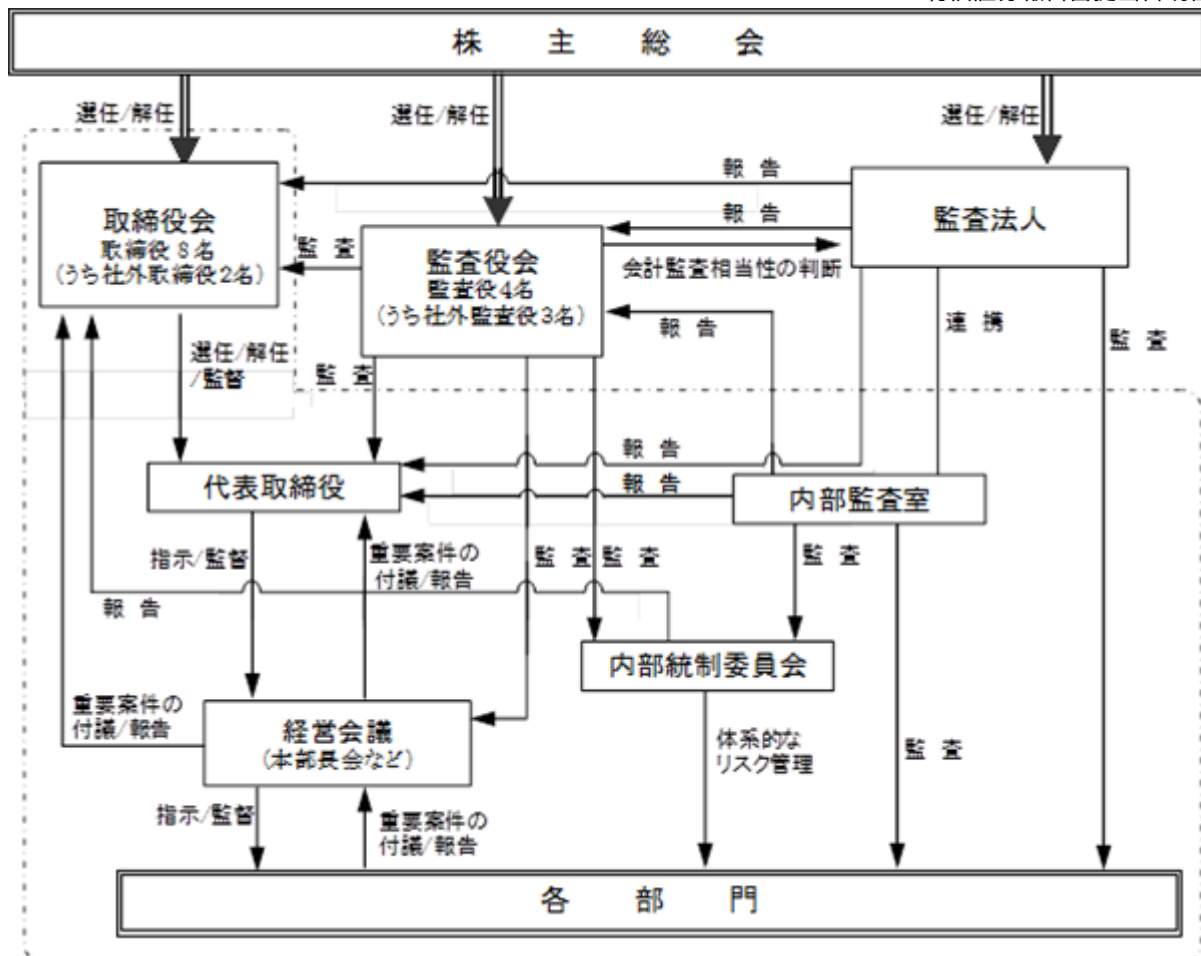 株主総会
選任/解任
選任/解任
選任/解任
取締役会
取締役8名
(うち社外取締役2名)
監査
監査役会
監査役4名
(うち社外監査役3名)
報告
報告
会計監査相当性の判断
監査法人
報告
連携
監査
選任/解任
/監督
監査
代表取締役
報告
報告
内部監査室
指示/監督
重要案件の
付議/報告
監査
監査
監査
報告
内部統制委員会
重要案件の
付議/報告
経営会議
(本部長会など)
体系的な
リスク管理
監査
指示/監督
重要案件の
付議/報告
各部門